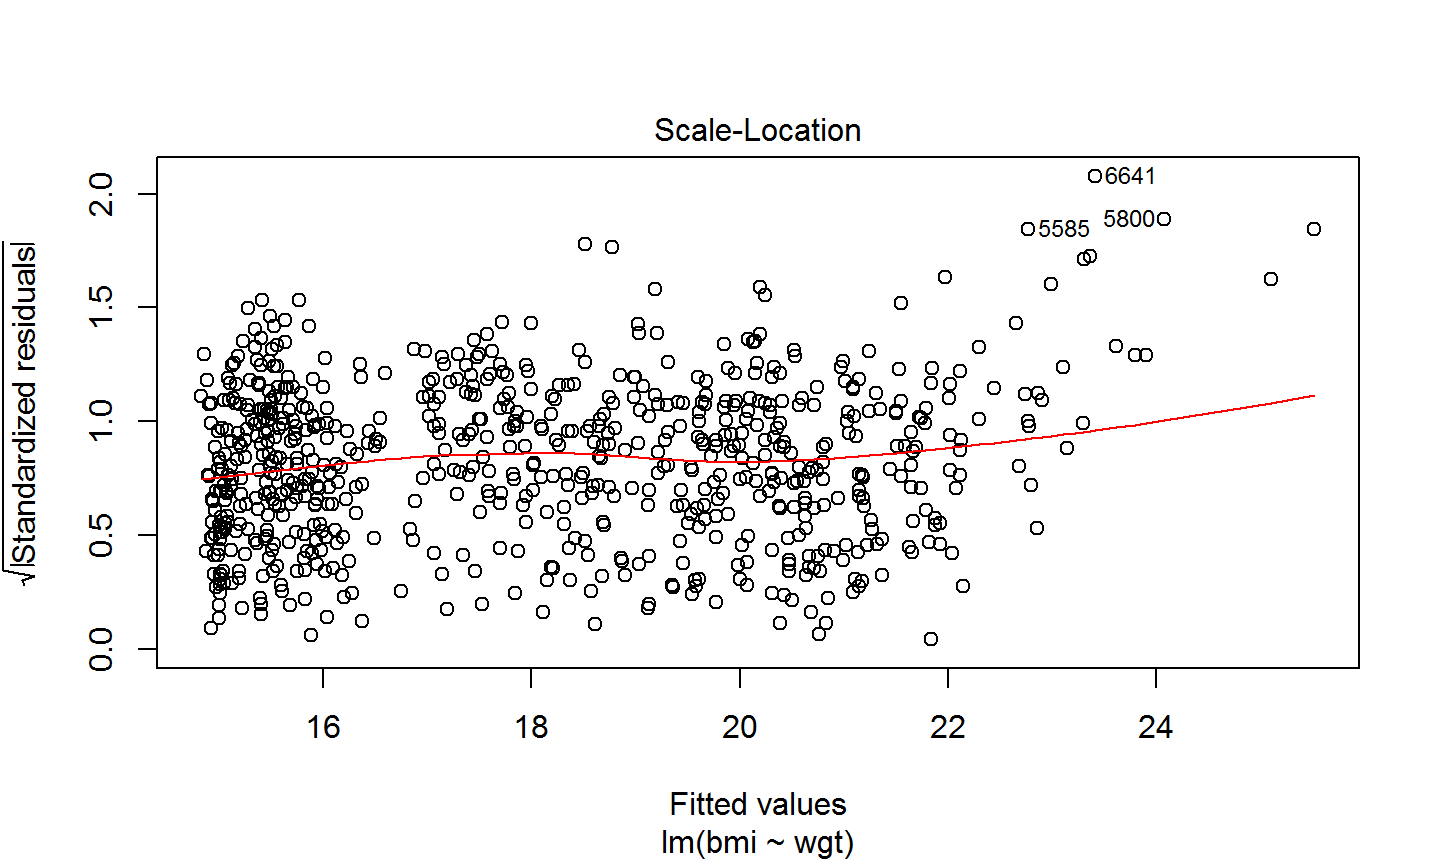 Scale-Location
√|Standardized residuals|
2.0
1.5
1.0
0.5
0.0
6641
5800
5585
16 18 20 22 24
Fitted values
lm(bmi ~ wgt)